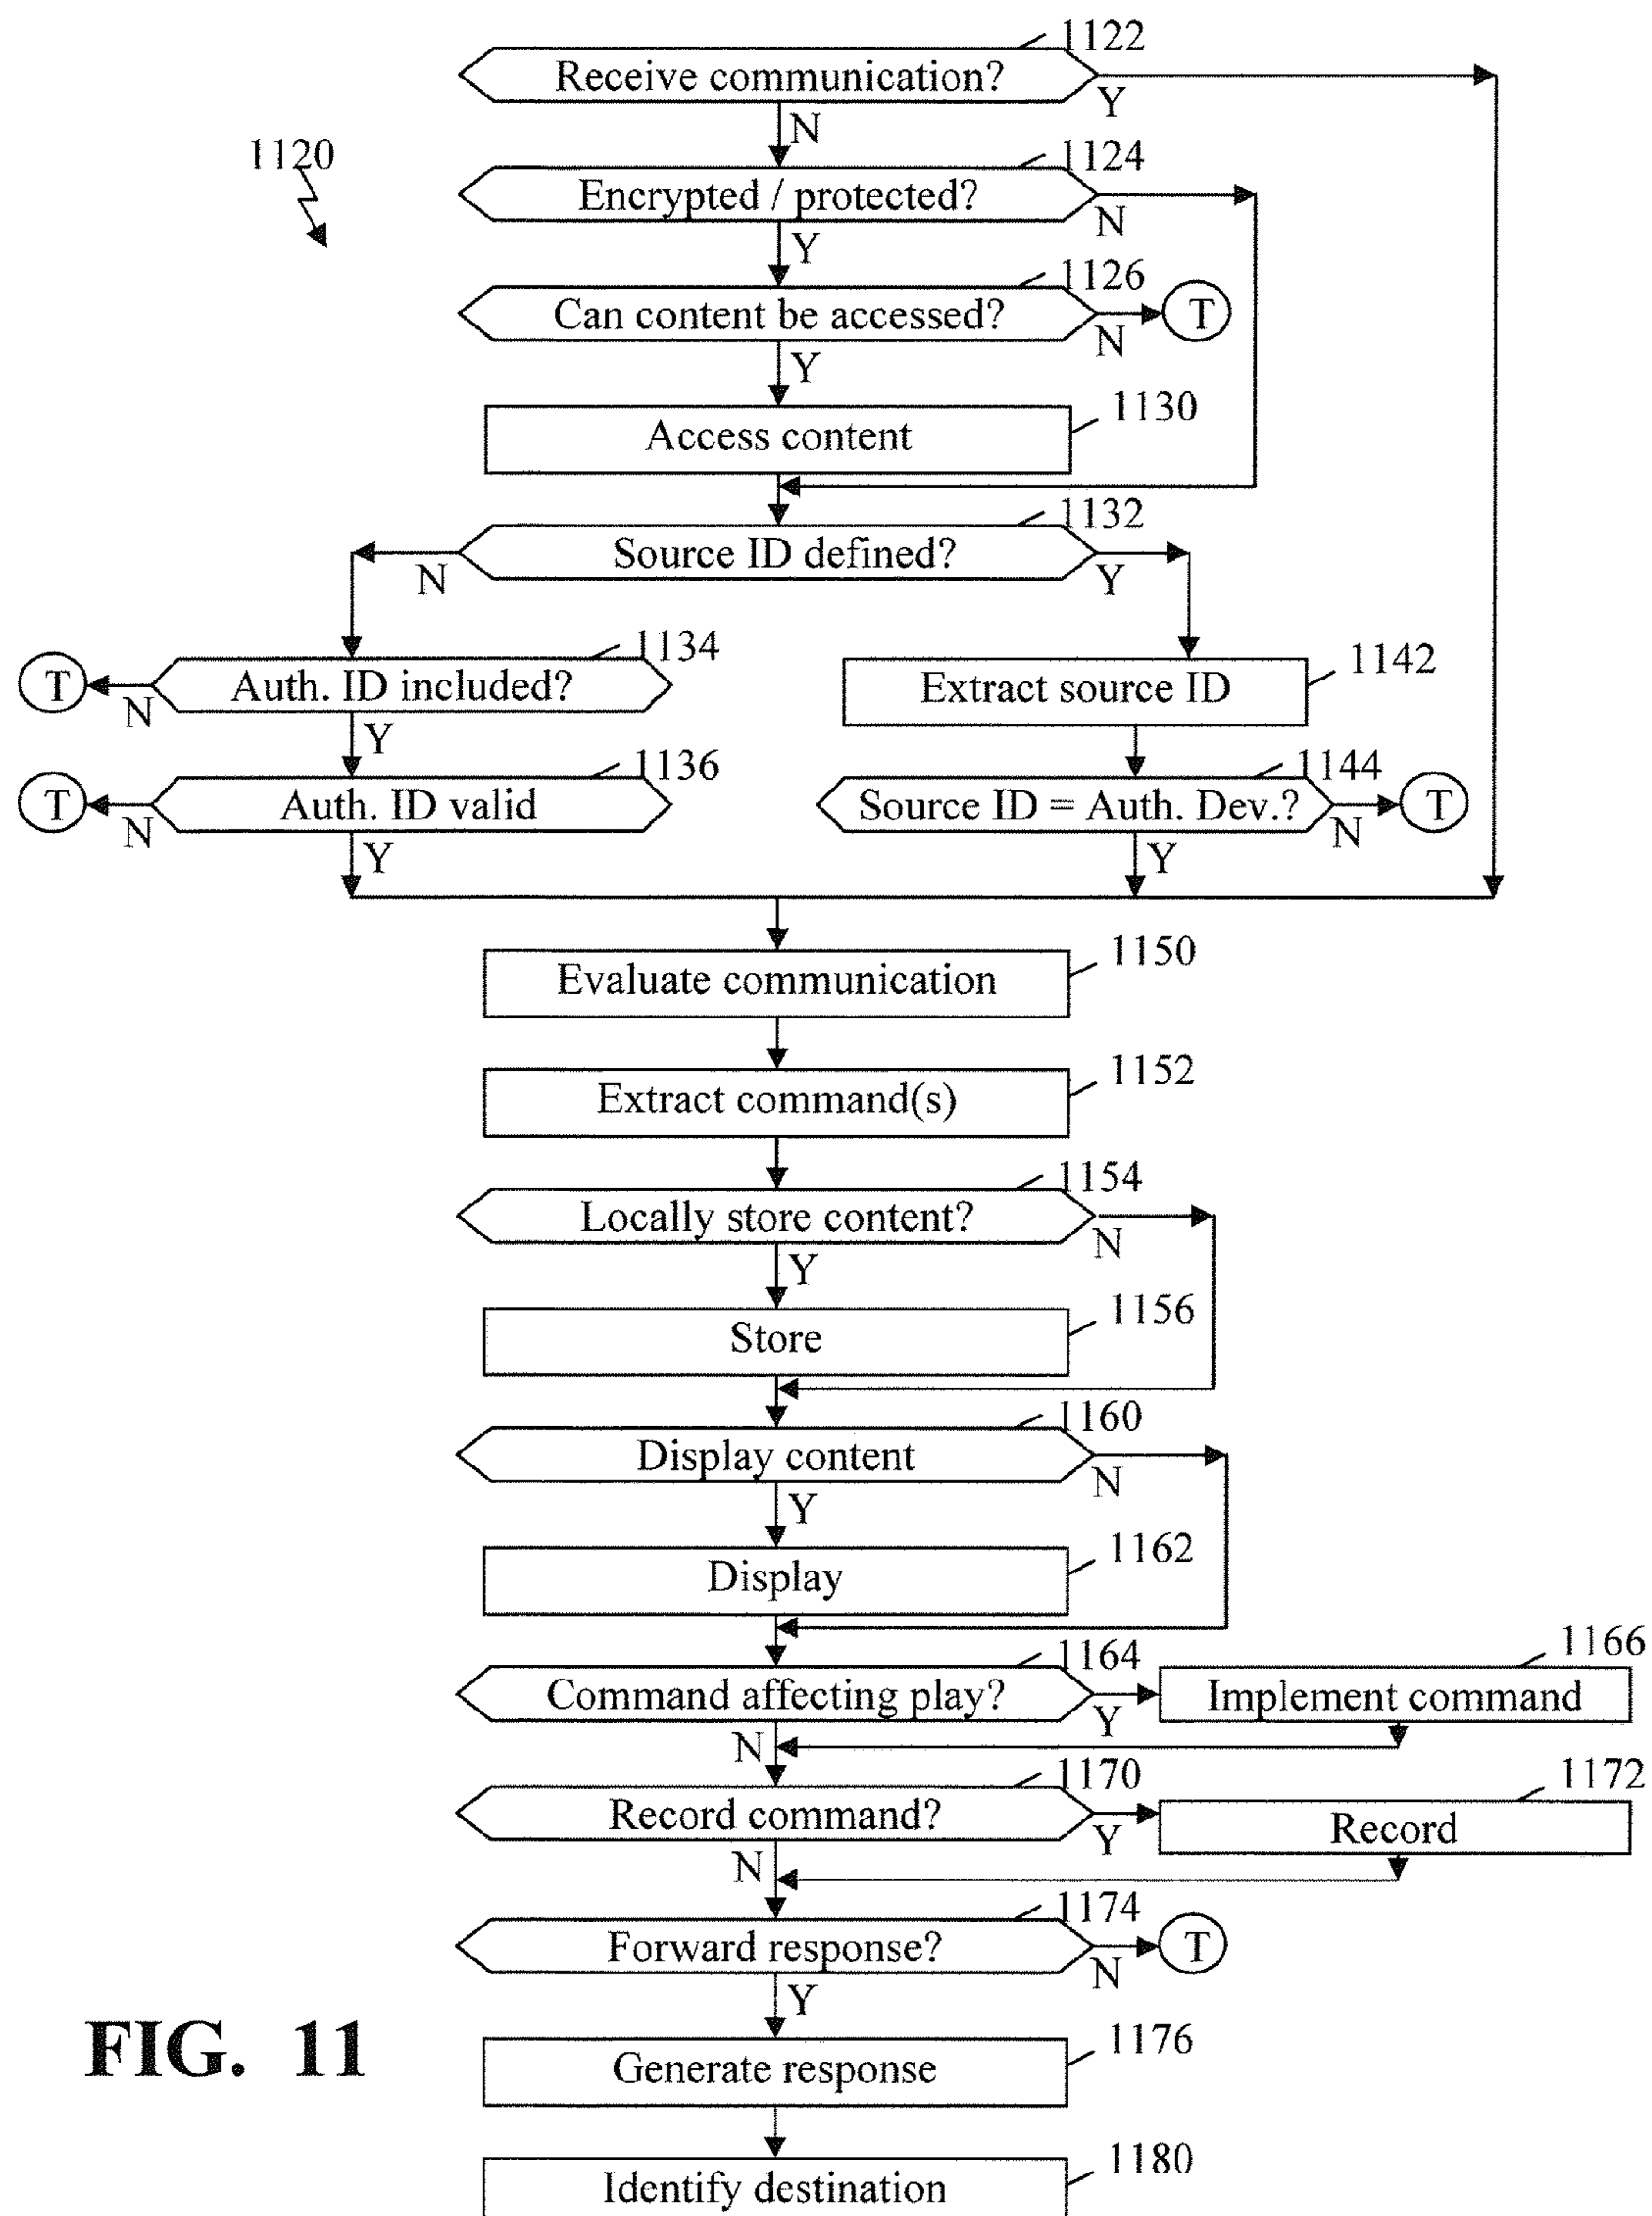 1122
Receive communication?
Y
N
1120
1124
Encrypted / protected?
N
Y
1126
Can content be accessed?
T
N
Y
1130
Access content
1132
Source ID defined?
N
Y
1134
T
Auth. ID included?
N
Y
1142
Extract source ID
1136
T
Auth. ID valid
N
Y
1144
Source ID = Auth. Dev.?
T
N
Y
1150
Evaluate communication
1152
Extract command(s)
1154
Locally store content?
N
Y
1156
Store
1160
Display content
N
Y
1162
Display
1164
Command affecting play?
Y
1166
Implement command
N
1170
Record command?
Y
1172
Record
N
1174
Forward response?
T
N
Y
FIG. 11
1176
Generate response
1180
Identify destination